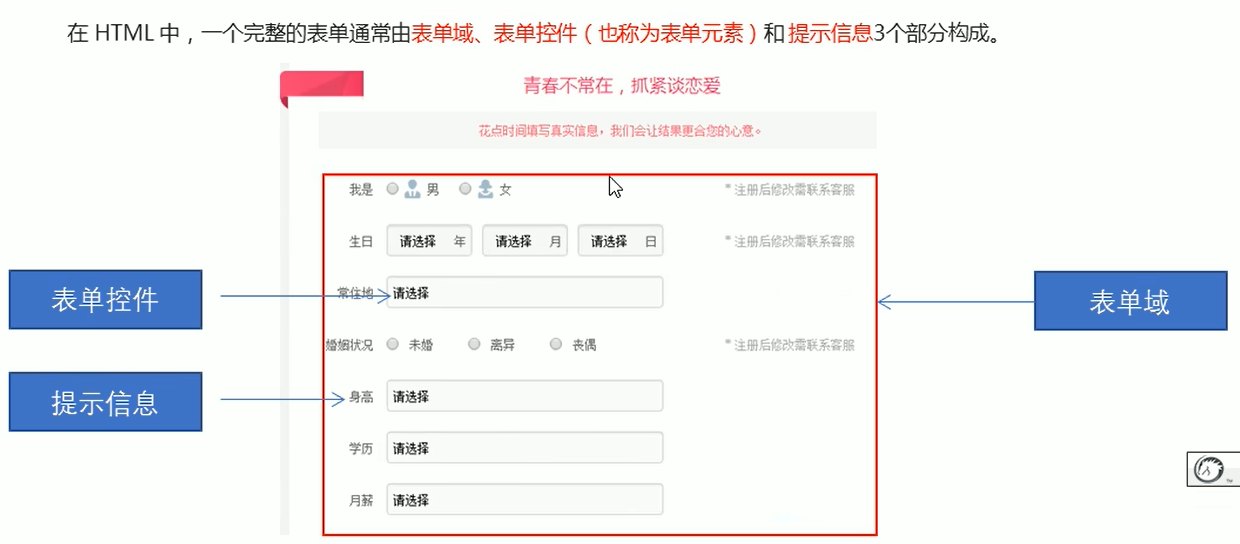 在 HTML 中，一个完整的表单通常由表单域、表单控件（也称为表单元素）和 提示信息3个部分构成。
青春不常在，抓紧谈恋爱
花点时间填写真实信息，我们会让结果更合您的心意。
我是 男 女 * 注册后修改需联系客服
生日 请选择 年 请选择 月 请选择 日 * 注册后修改需联系客服
表单控件 常住地 请选择 表单域
婚姻状况 未婚 离异 丧偶 * 注册后修改需联系客服
提示信息 身高 请选择
学历 请选择
月薪 请选择